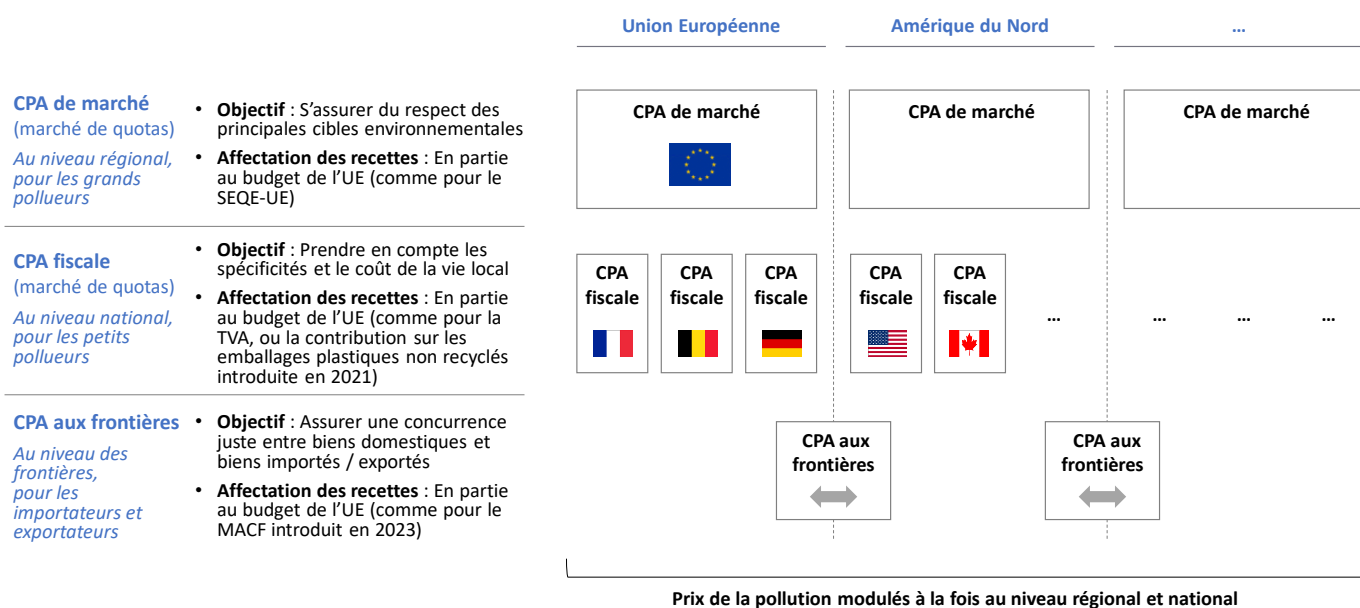 Union Européenne
Amérique du Nord
...
CPA de marché
(marché de quotas)
Au niveau régional,
pour les grands
pollueurs
• Objectif : S'assurer du respect des
principales cibles environnementales
• Affectation des recettes : En partie
au budget de l'UE (comme pour le
SEQE-UE)
CPA de marché
CPA de marché
CPA de marché
CPA fiscale
(marché de quotas)
Au niveau national,
pour les petits
pollueurs
• Objectif : Prendre en compte les
spécificités et le coût de la vie local
• Affectation des recettes : En partie
au budget de l'UE (comme pour la
TVA, ou la contribution sur les
emballages plastiques non recyclés
introduite en 2021)
CPA
fiscale
CPA
fiscale
CPA
fiscale
CPA
fiscale
CPA
fiscale
...
...
...
...
CPA aux frontières
Au niveau des
frontières,
pour les
importateurs et
exportateurs
• Objectif : Assurer une concurrence
juste entre biens domestiques et
biens importés / exportés
• Affectation des recettes : En partie
au budget de l'UE (comme pour le
MACF introduit en 2023)
CPA aux
frontières
CPA aux
frontières
Prix de la pollution modulés à la fois au niveau régional et national